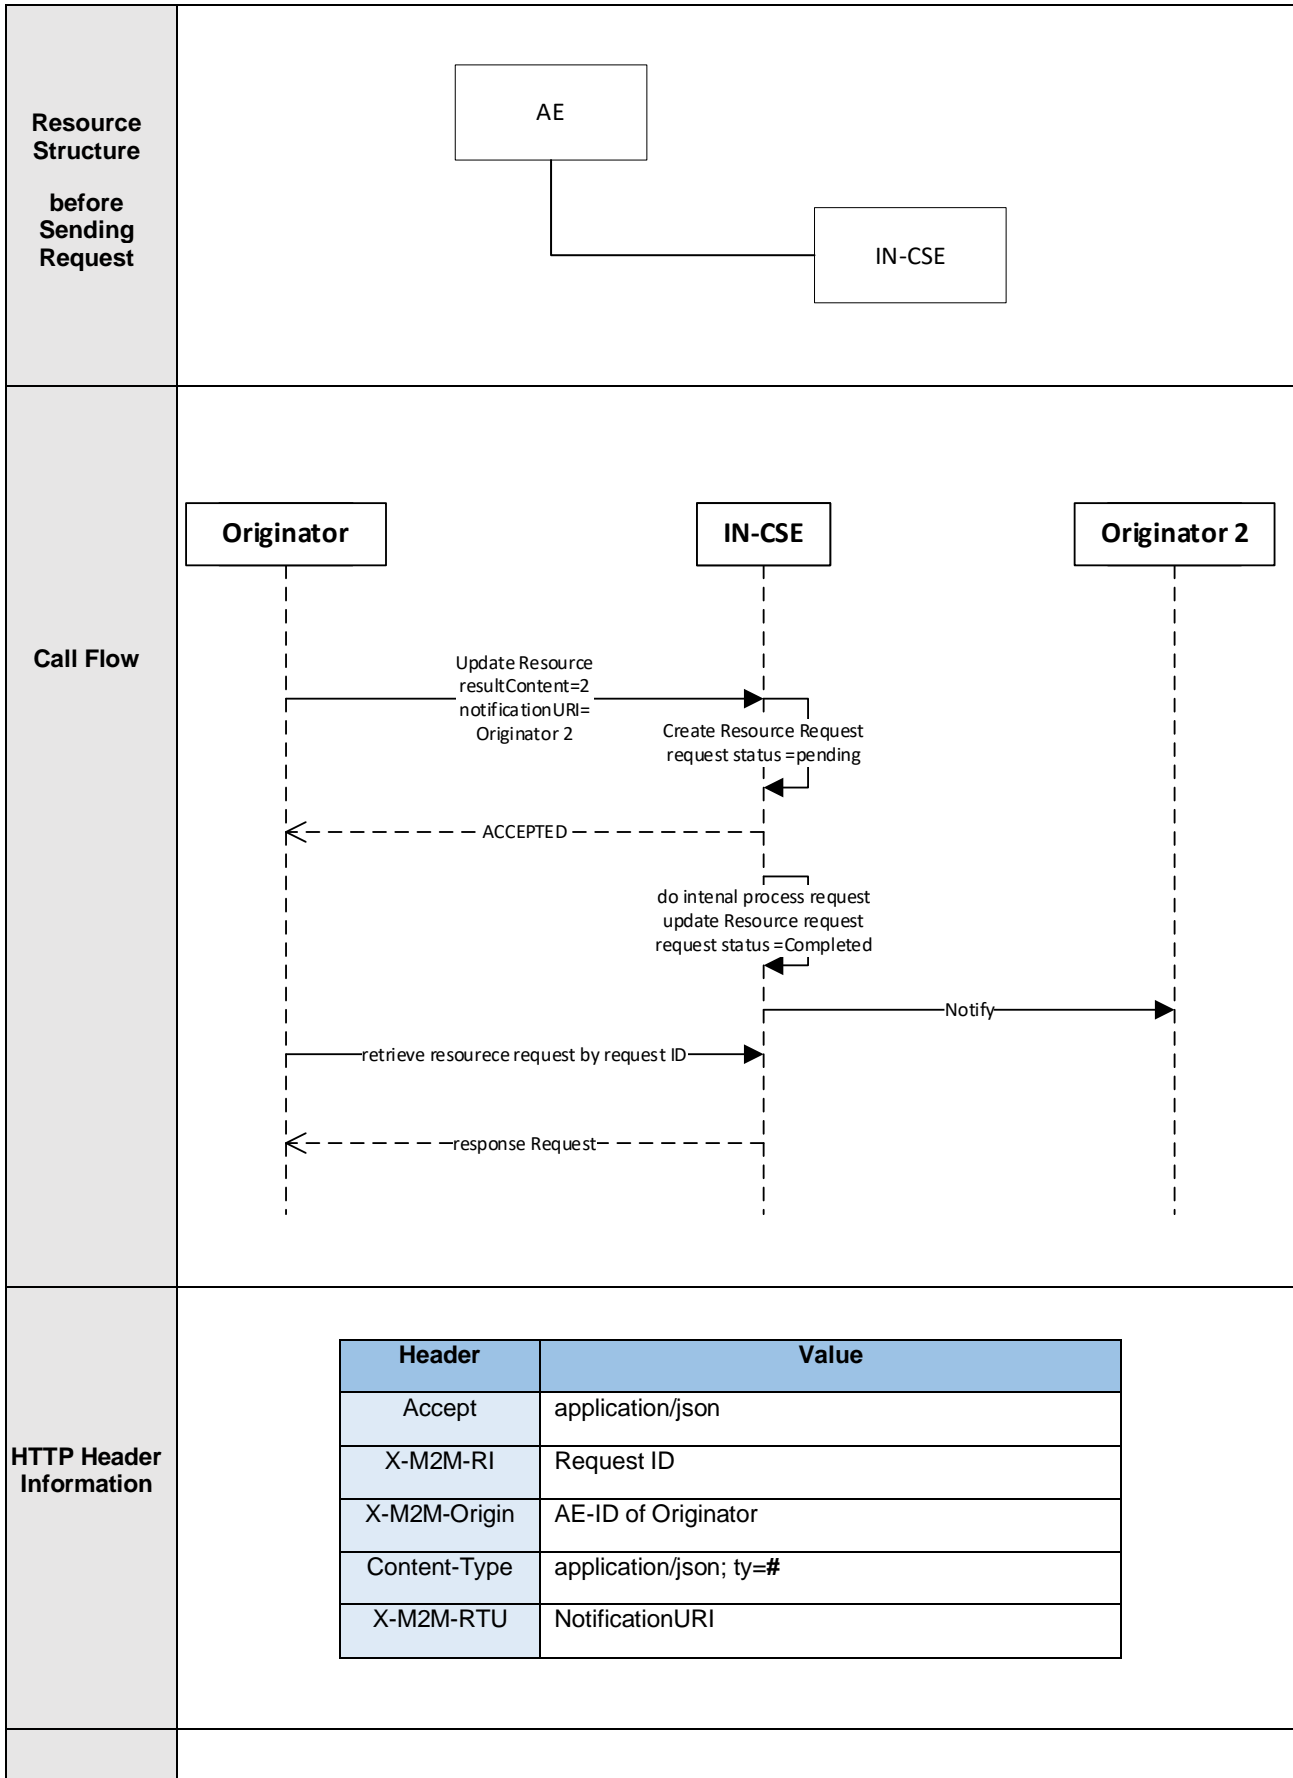 Resource
Structure
before
Sending
Request
AE
IN-CSE
Call Flow
Originator
IN-CSE
Originator 2
Update Resource
resultContent=2
notificationURI=
Originator 2
Create Resource Request
request status =pending
ACCEPTED
do intenal process request
update Resource request
request status =Completed
Notify
retrieve resourece request by request ID
response Request
HTTP Header
Information
Header Value
Accept application/json
X-M2M-RI Request ID
X-M2M-Origin AE-ID of Originator
Content-Type application/json; ty=#
X-M2M-RTU NotificationURI